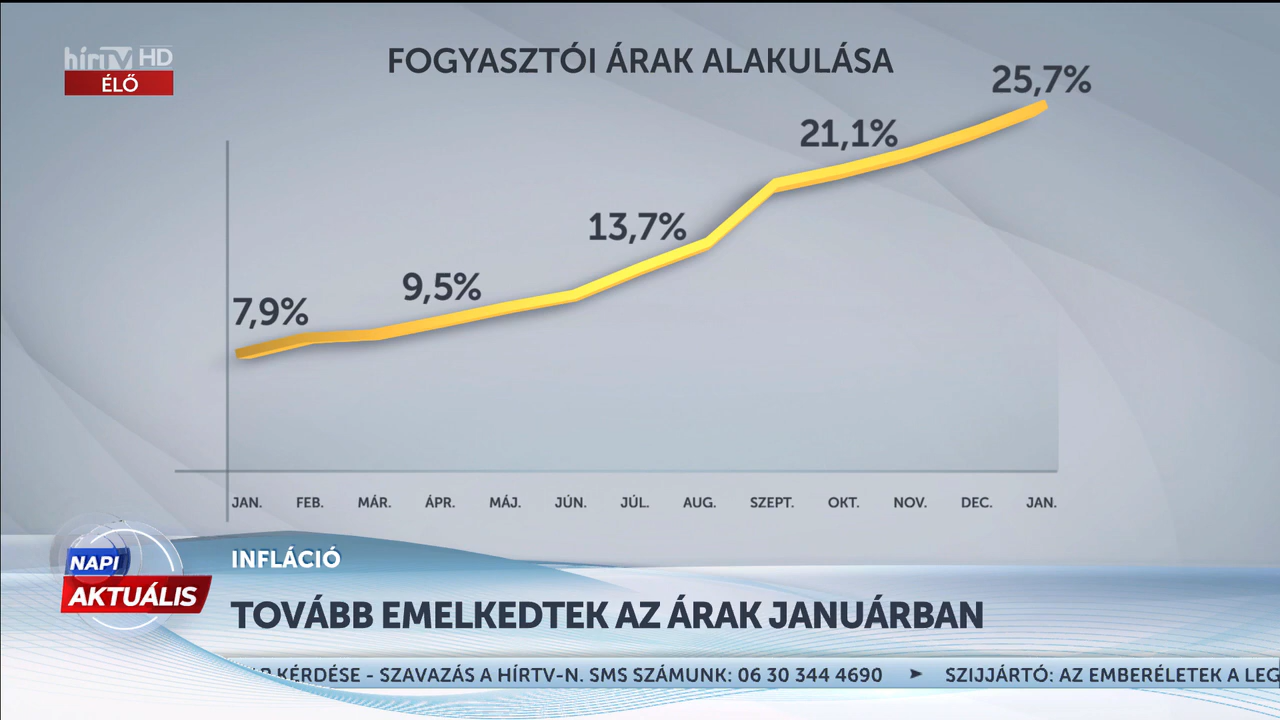 hírTV HD
ÉLŐ
FOGYASZTÓI ÁRAK ALAKULÁSA
25,7%
21,1%
13,7%
9,5%
7,9%
JAN. FEB. MÁR. ÁPR. MÁJ. JÚN. JÚL. AUG. SZEPT. OKT. NOV. DEC. JAN.
INFLÁCIÓ
NAPI
AKTUÁLIS
TOVÁBB EMELKEDTEK AZ ÁRAK JANUÁRBAN
KÉRDÉSE - SZAVAZÁS A HÍRTV-N. SMS SZÁMUNK: 06 30 344 4690 ► SZIJJÁRTÓ: AZ EMBERÉLETEK A LEG